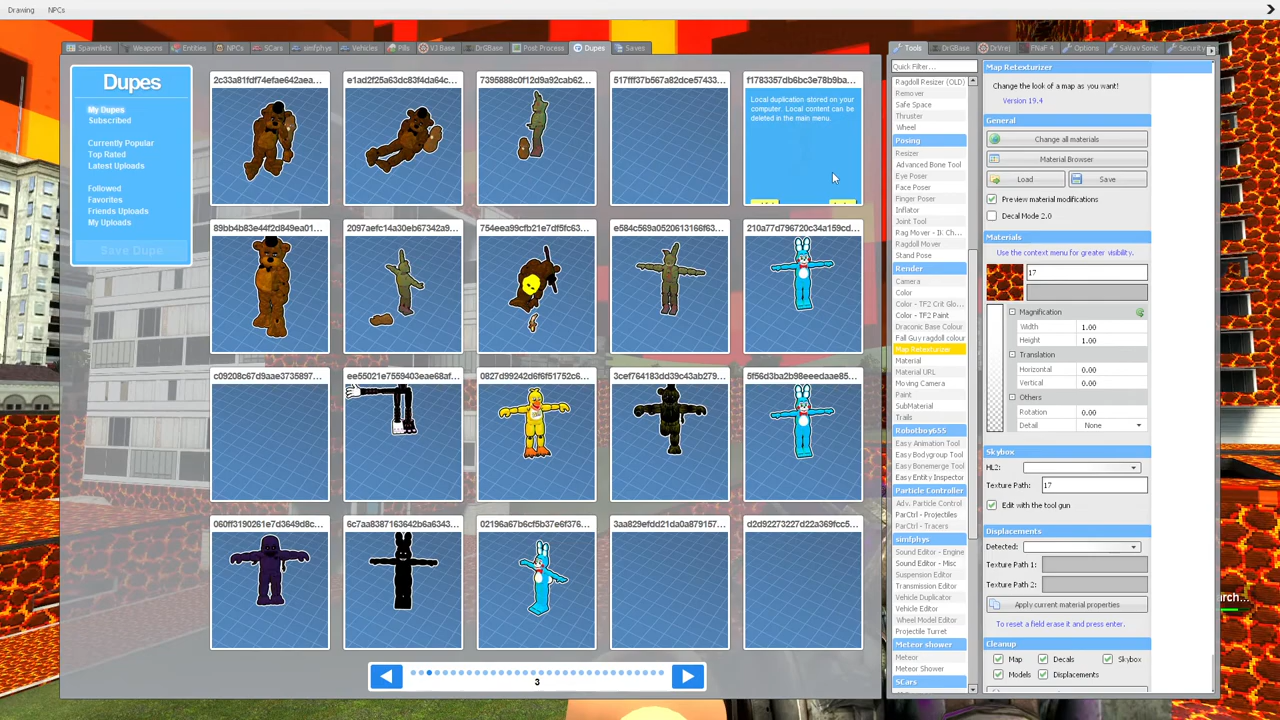 Drawing NPCs
Spawnlists Weapons Entities NPCs SCars simfphys Vehicles Pills VJ Base DrGBase Post Process Dupes Saves
Dupes
My Dupes
Subscribed
Currently Popular
Top Rated
Latest Uploads
Followed
Favorites
Friends Uploads
My Uploads
Save Dupe
2c33a81fdf74efae642aea...
e1ad2f25a63dc83f4da64c...
7395888c0f12d9a92cab62...
517fff37b567a82dce57433...
f1783357db6bc3e78b9ba...
Local duplication stored on your
computer. Local content can be
deleted in the main menu.
89bb4b83e44f2d849ea01...
2097aefc14a30eb67342a9...
754eea99cfb21e7df5fc63...
e584c569a0520613166f63...
210a77d796720c34a159cd...
c09208c67d9aae3735897...
ee55021e7559403eae68af...
0827d99242d6f6f51752c6...
3cef764183dd39c43ab279...
5f56d3ba2b98eeedaae85...
060ff3190261e7d3649d8c...
6c7aa8387163642b6a6343...
02196a67b6cf5b37e6f376...
3aa829efdd21da0a879157...
d2d92273227d22a369fcc5...
3
Tools DrGBase DrVrej FNaF 4 Options SaVav Sonic Security
Quick Filter...
Ragdoll Resizer (OLD)
Remover
Safe Space
Thruster
Wheel
Posing
Resizer
Advanced Bone Tool
Eye Poser
Face Poser
Finger Poser
Inflator
Joint Tool
Ragdoll Mover
Stand Pose
Render
Camera
Color
Color - TF2 Crit Glo...
Color - TF2 Paint
Draconic Base Colour
Fall Guy ragdoll colour
Map Retexturizer
Material
Material URL
Moving Camera
Paint
SubMaterial
Trails
Robotboy655
Easy Animation Tool
Easy Bodygroup Tool
Easy Bonemerge Tool
Easy Entity Inspector
Particle Controller
Adv. Particle Control
ParCtrl - Projectiles
ParCtrl - Tracers
simfphys
Sound Editor - Engine
Sound Editor - Misc
Suspension Editor
Transmission Editor
Vehicle Duplicator
Vehicle Editor
Wheel Model Editor
Projectile Turret
Meteor shower
Meteor
Meteor Shower
SCars
Map Retexturizer
Change the look of a map as you want!
Version 19.4
General
Change all materials
Material Browser
Load Save
Preview material modifications
Decal Mode 2.0
Materials
Use the context menu for greater visibility.
17
Magnification
Width 1.00
Height 1.00
Translation
Horizontal 0.00
Vertical 0.00
Others
Rotation 0.00
Detail None
Skybox
HL2:
Texture Path: 17
Edit with the tool gun
Displacements
Detected:
Texture Path 1:
Texture Path 2:
Apply current material properties
To reset a field erase it and press enter.
Cleanup
Map Decals Skybox
Models Displacements